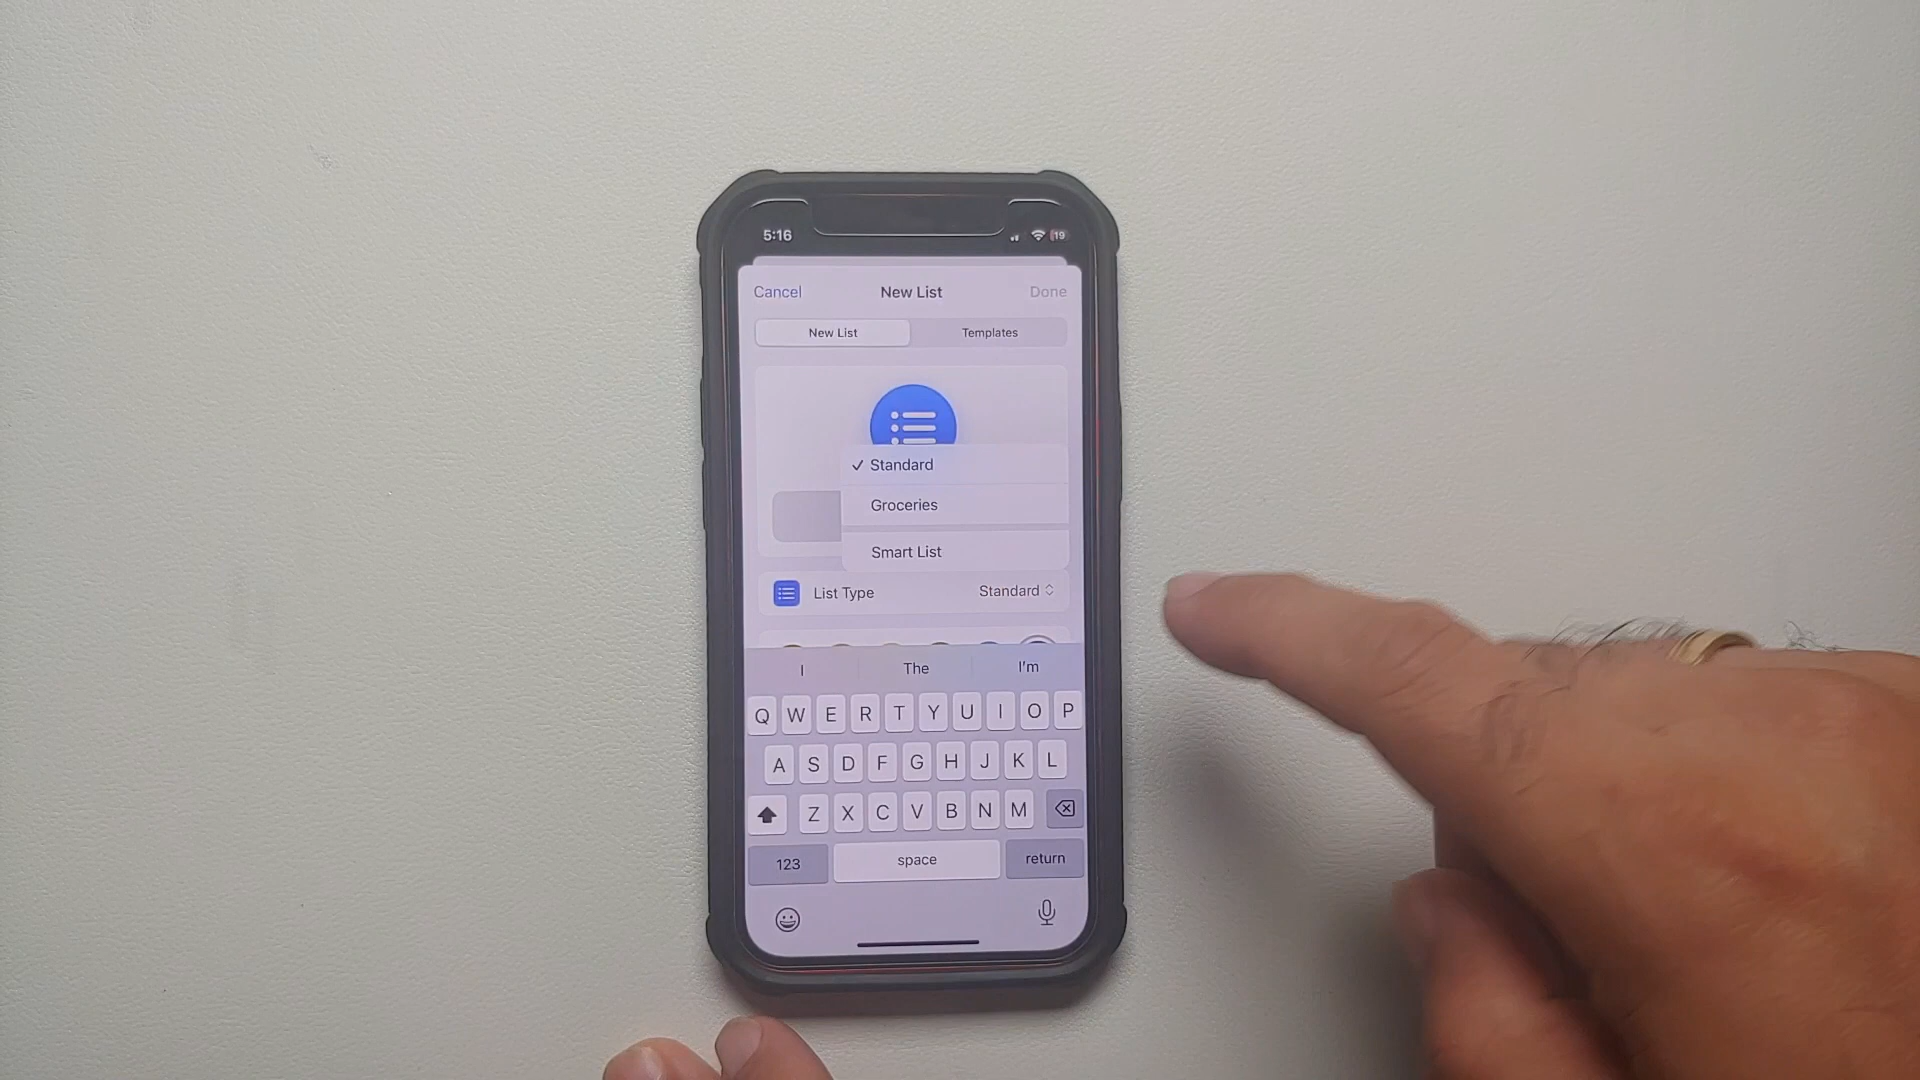 5:16
19
Cancel New List Done
New List Templates
✓ Standard
Groceries
Smart List
List Type Standard
I The I'm
Q W E R T Y U I O P
A S D F G H J K L
Z X C V B N M
123 space return